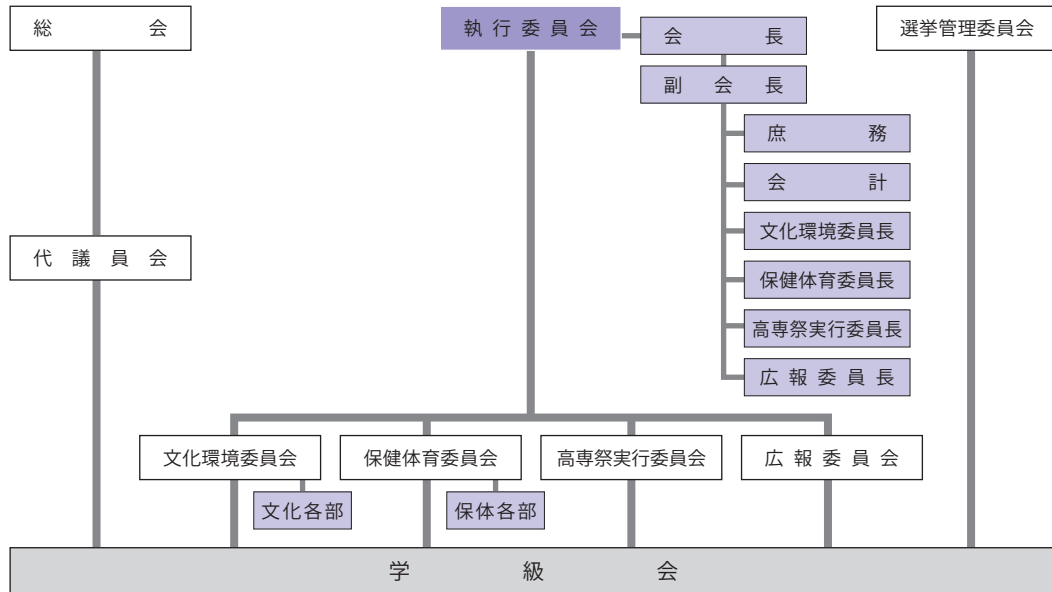 総会
執行委員会
会長
選挙管理委員会
副会長
庶務
会計
文化環境委員長
代議員会
保健体育委員長
高専祭実行委員長
広報委員長
文化環境委員会
保健体育委員会
高専祭実行委員会
広報委員会
文化各部
保体各部
学級会